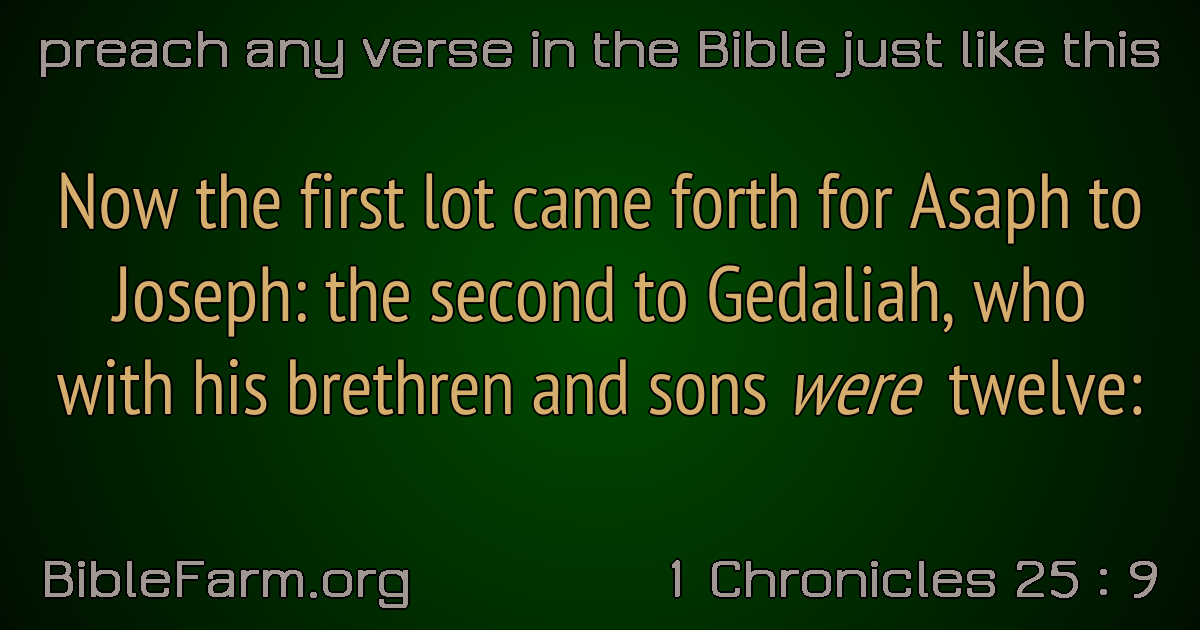 preach any verse in the Bible just like this
Now the first lot came forth for Asaph to
Joseph: the second to Gedaliah, who
with his brethren and sons were twelve:
BibleFarm.org
1 Chronicles 25 : 9